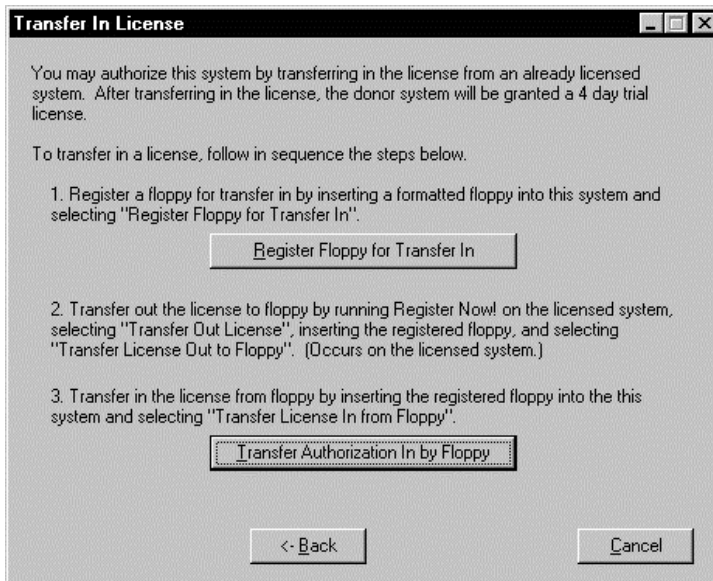 Transfer In License
You may authorize this system by transferring in the license from an already licensed
system.  After transferring in the license, the donor system will be granted a 4 day trial
license.
To transfer in a license, follow in sequence the steps below.
1. Register a floppy for transfer in by inserting a formatted floppy into this system and
selecting "Register Floppy for Transfer In".
Register Floppy for Transfer In
2. Transfer out the license to floppy by running Register Now! on the licensed system,
selecting "Transfer Out License", inserting the registered floppy, and selecting
"Transfer License Out to Floppy".  (Occurs on the licensed system.)
3. Transfer in the license from floppy by inserting the registered floppy into the this
system and selecting "Transfer License In from Floppy".
Transfer Authorization In by Floppy
<- Back
Cancel